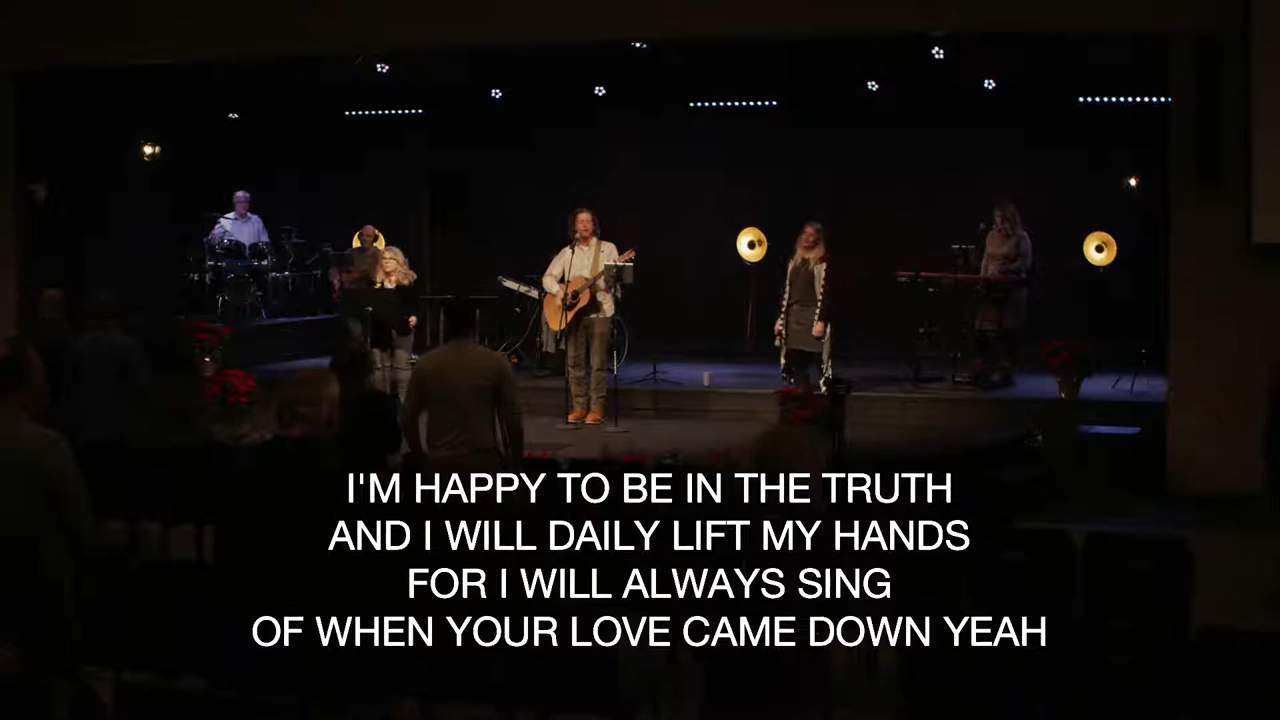 I'M HAPPY TO BE IN THE TRUTH
AND I WILL DAILY LIFT MY HANDS
FOR I WILL ALWAYS SING
OF WHEN YOUR LOVE CAME DOWN YEAH